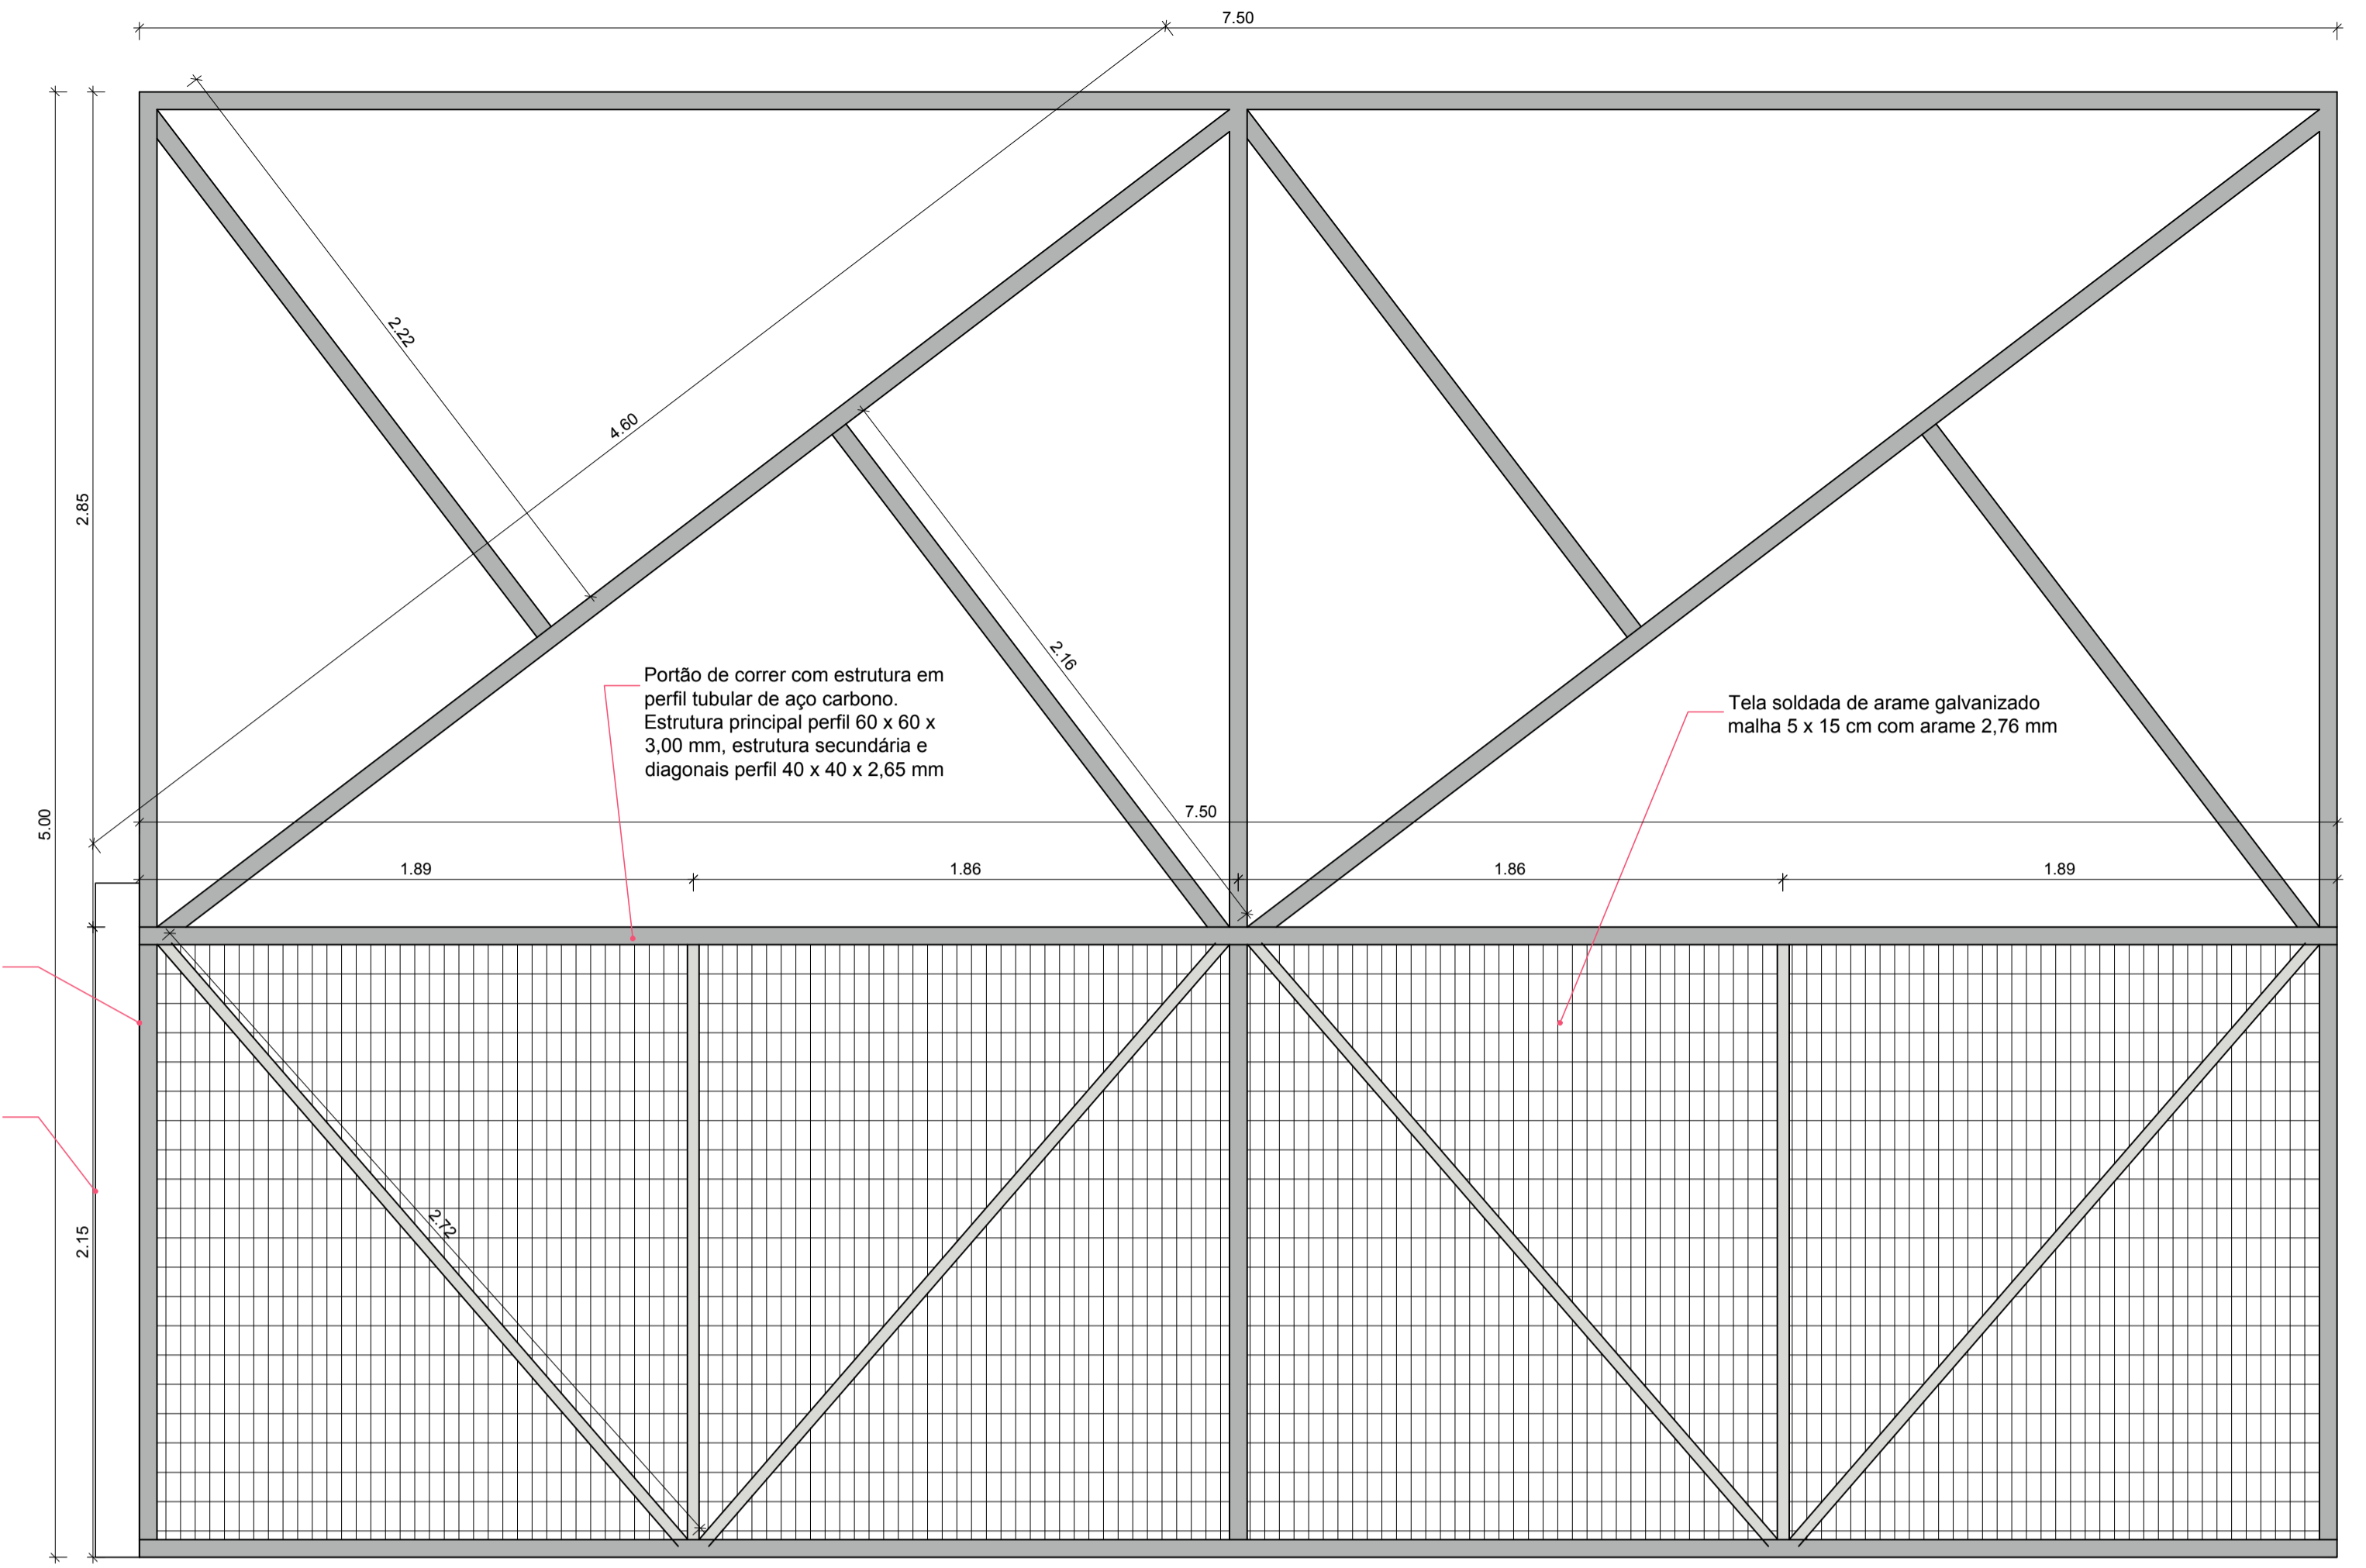 7.50
2.22
4.60
2.85
2.16
Portão de correr com estrutura em
perfil tubular de aço carbono.
Estrutura principal perfil 60 x 60 x
3,00 mm, estrutura secundária e
diagonais perfil 40 x 40 x 2,65 mm
Tela soldada de arame galvanizado
malha 5 x 15 cm com arame 2,76 mm
5.00
7.50
1.89
1.86
1.86
1.89
2.72
2.15